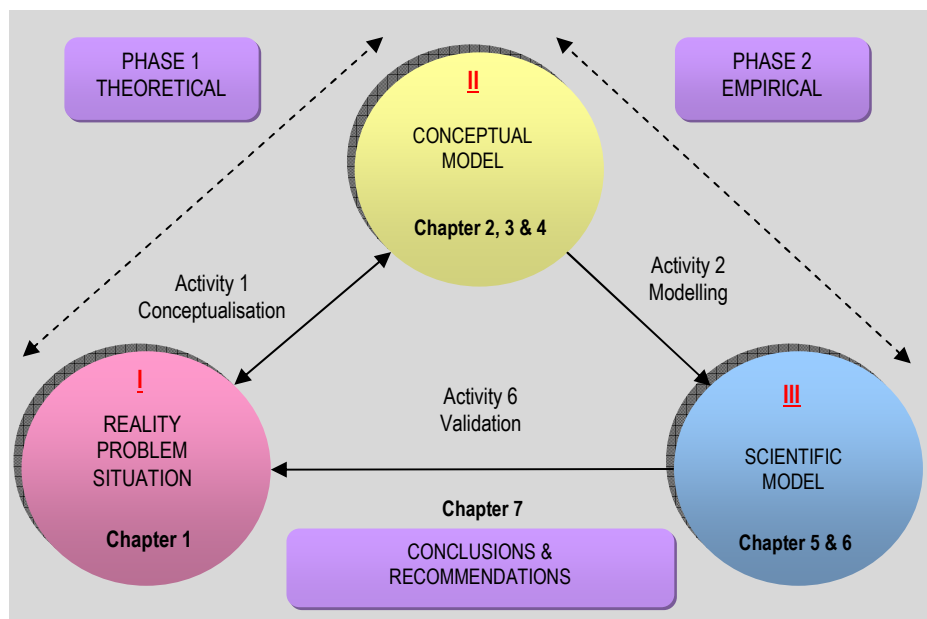 PHASE 1
THEORETICAL
PHASE 2
EMPIRICAL
II
CONCEPTUAL
MODEL
Chapter 2, 3 & 4
Activity 1
Conceptualisation
Activity 2
Modelling
I
REALITY
PROBLEM
SITUATION
Chapter 1
Activity 6
Validation
III
SCIENTIFIC
MODEL
Chapter 5 & 6
Chapter 7
CONCLUSIONS &
RECOMMENDATIONS